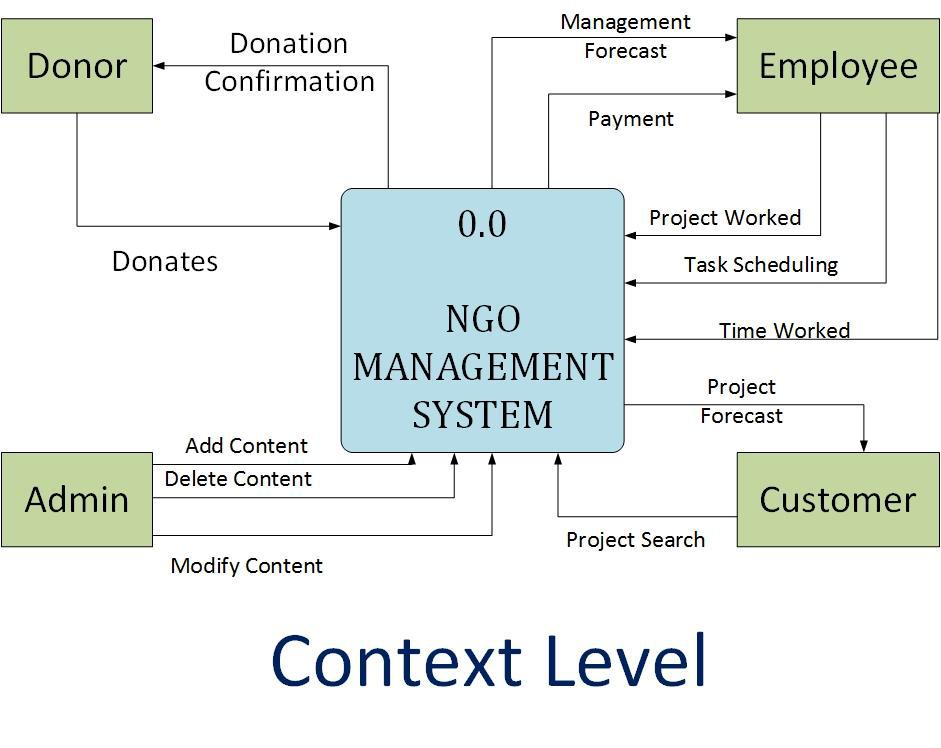 Donor
Donation
Confirmation
Management
Forecast
Employee
Payment
Donates
0.0
NGO
MANAGEMENT
SYSTEM
Project Worked
Task Scheduling
Time Worked
Project
Forecast
Admin
Add Content
Delete Content
Modify Content
Customer
Project Search
Context Level